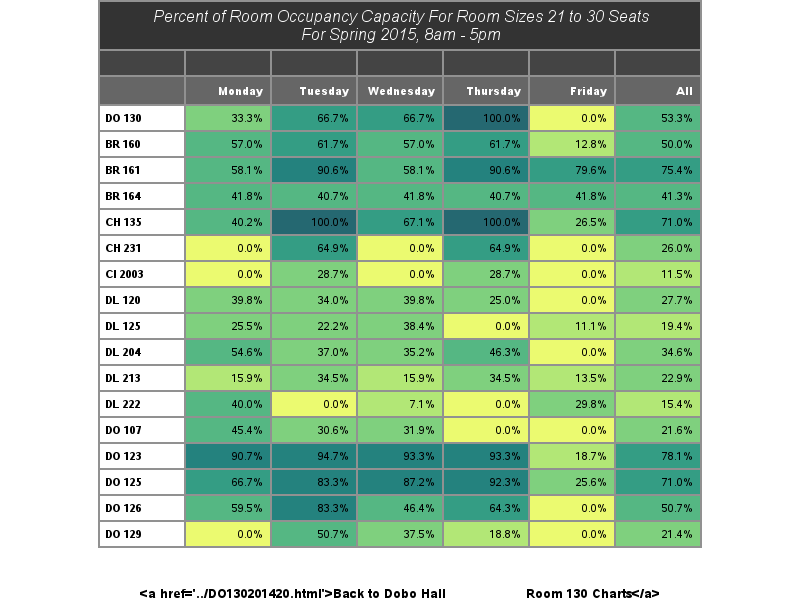 Percent of Room Occupancy Capacity For Room Sizes 21 to 30 Seats
For Spring 2015, 8am - 5pm
Monday Tuesday Wednesday Thursday Friday All
DO 130 33.3% 66.7% 66.7% 100.0% 0.0% 53.3%
BR 160 57.0% 61.7% 57.0% 61.7% 12.8% 50.0%
BR 161 58.1% 90.6% 58.1% 90.6% 79.6% 75.4%
BR 164 41.8% 40.7% 41.8% 40.7% 41.8% 41.3%
CH 135 40.2% 100.0% 67.1% 100.0% 26.5% 71.0%
CH 231 0.0% 64.9% 0.0% 64.9% 0.0% 26.0%
CI 2003 0.0% 28.7% 0.0% 28.7% 0.0% 11.5%
DL 120 39.8% 34.0% 39.8% 25.0% 0.0% 27.7%
DL 125 25.5% 22.2% 38.4% 0.0% 11.1% 19.4%
DL 204 54.6% 37.0% 35.2% 46.3% 0.0% 34.6%
DL 213 15.9% 34.5% 15.9% 34.5% 13.5% 22.9%
DL 222 40.0% 0.0% 7.1% 0.0% 29.8% 15.4%
DO 107 45.4% 30.6% 31.9% 0.0% 0.0% 21.6%
DO 123 90.7% 94.7% 93.3% 93.3% 18.7% 78.1%
DO 125 66.7% 83.3% 87.2% 92.3% 25.6% 71.0%
DO 126 59.5% 83.3% 46.4% 64.3% 0.0% 50.7%
DO 129 0.0% 50.7% 37.5% 18.8% 0.0% 21.4%
<a href='../DO130201420.html'>Back to Dobo Hall Room 130 Charts</a>